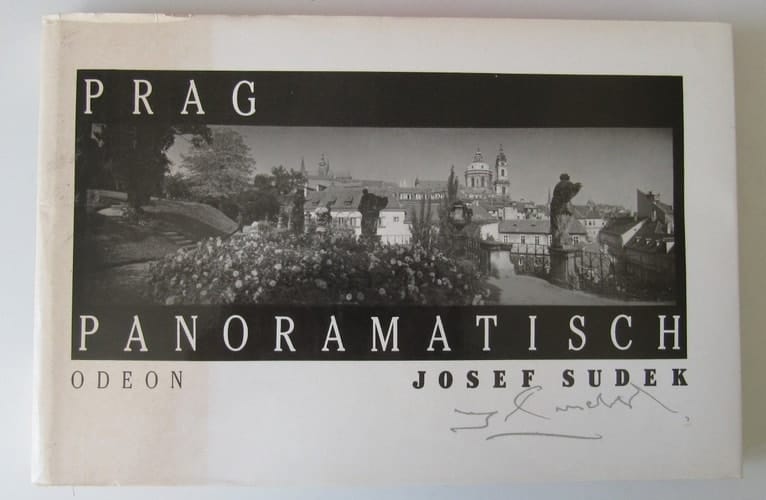 PRAG
PANORAMATISCH
ODEON
JOSEF SUDEK